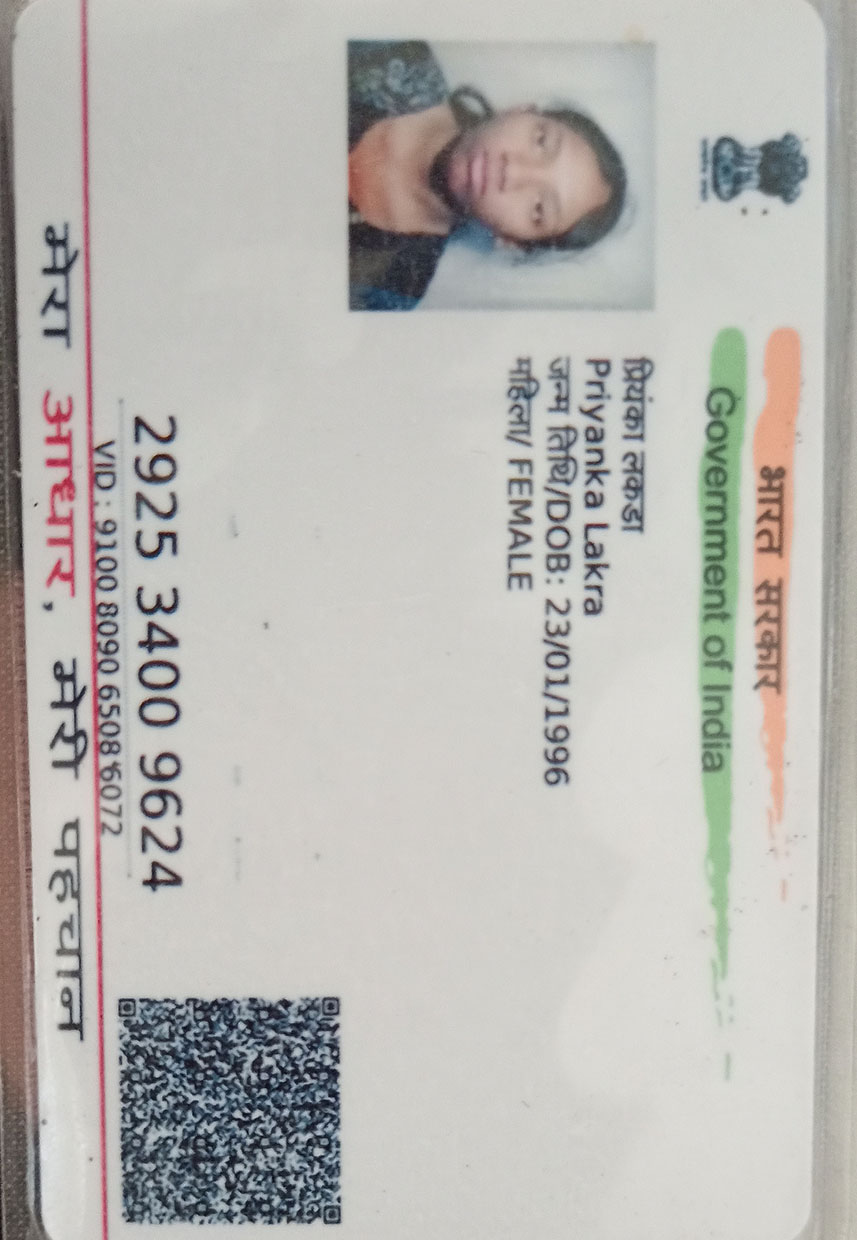 भारत सरकार
Government of India
प्रियंका लकडा
Priyanka Lakra
जन्म तिथि/DOB: 23/01/1996
महिला/ FEMALE
2925 3400 9624
VID : 9100 8090 6508 6072
मेरा आधार, मेरी पहचान